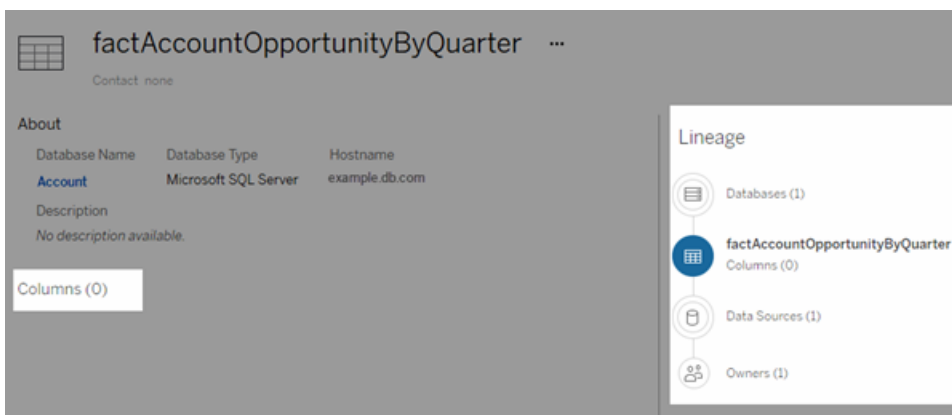 factAccountOpportunityByQuarter ...
Contact none
About
Database Name Database Type Hostname
Account Microsoft SQL Server example.db.com
Description
No description available.
Columns (0)
Lineage
Databases (1)
factAccountOpportunityByQuarter
Columns (0)
Data Sources (1)
Owners (1)